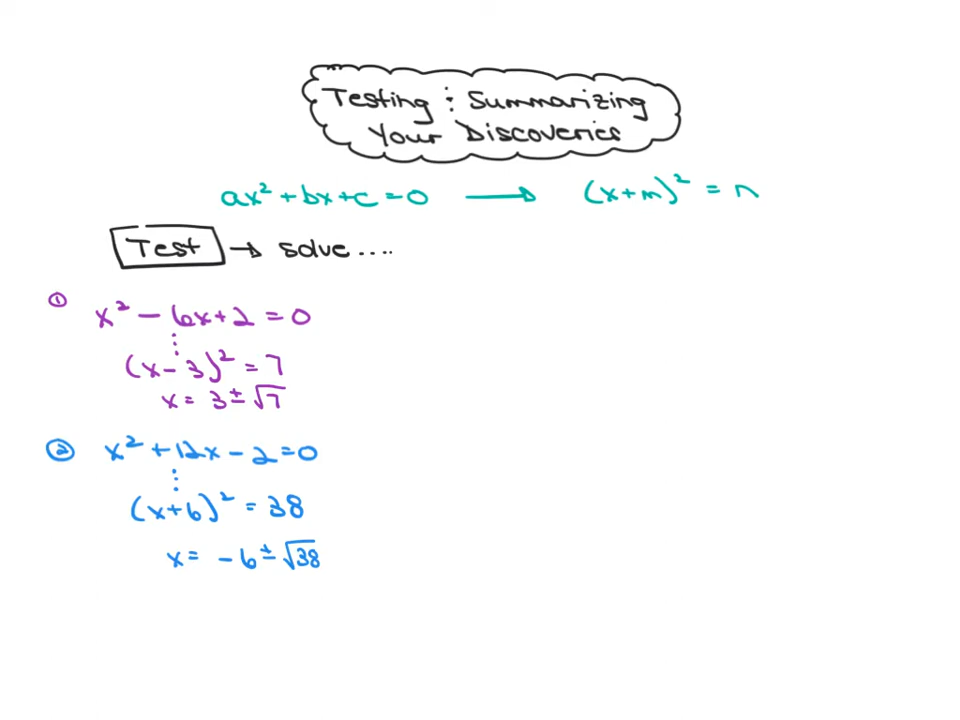 Testing : Summarizing
Your Discoveries
ax² + bx + c = 0 → (x+m)² = n
Test → solve ....
① x² - 6x + 2 = 0
⋮
(x - 3)² = 7
x = 3 ± √7
② x² + 12x - 2 = 0
⋮
(x+6)² = 38
x = -6 ± √38